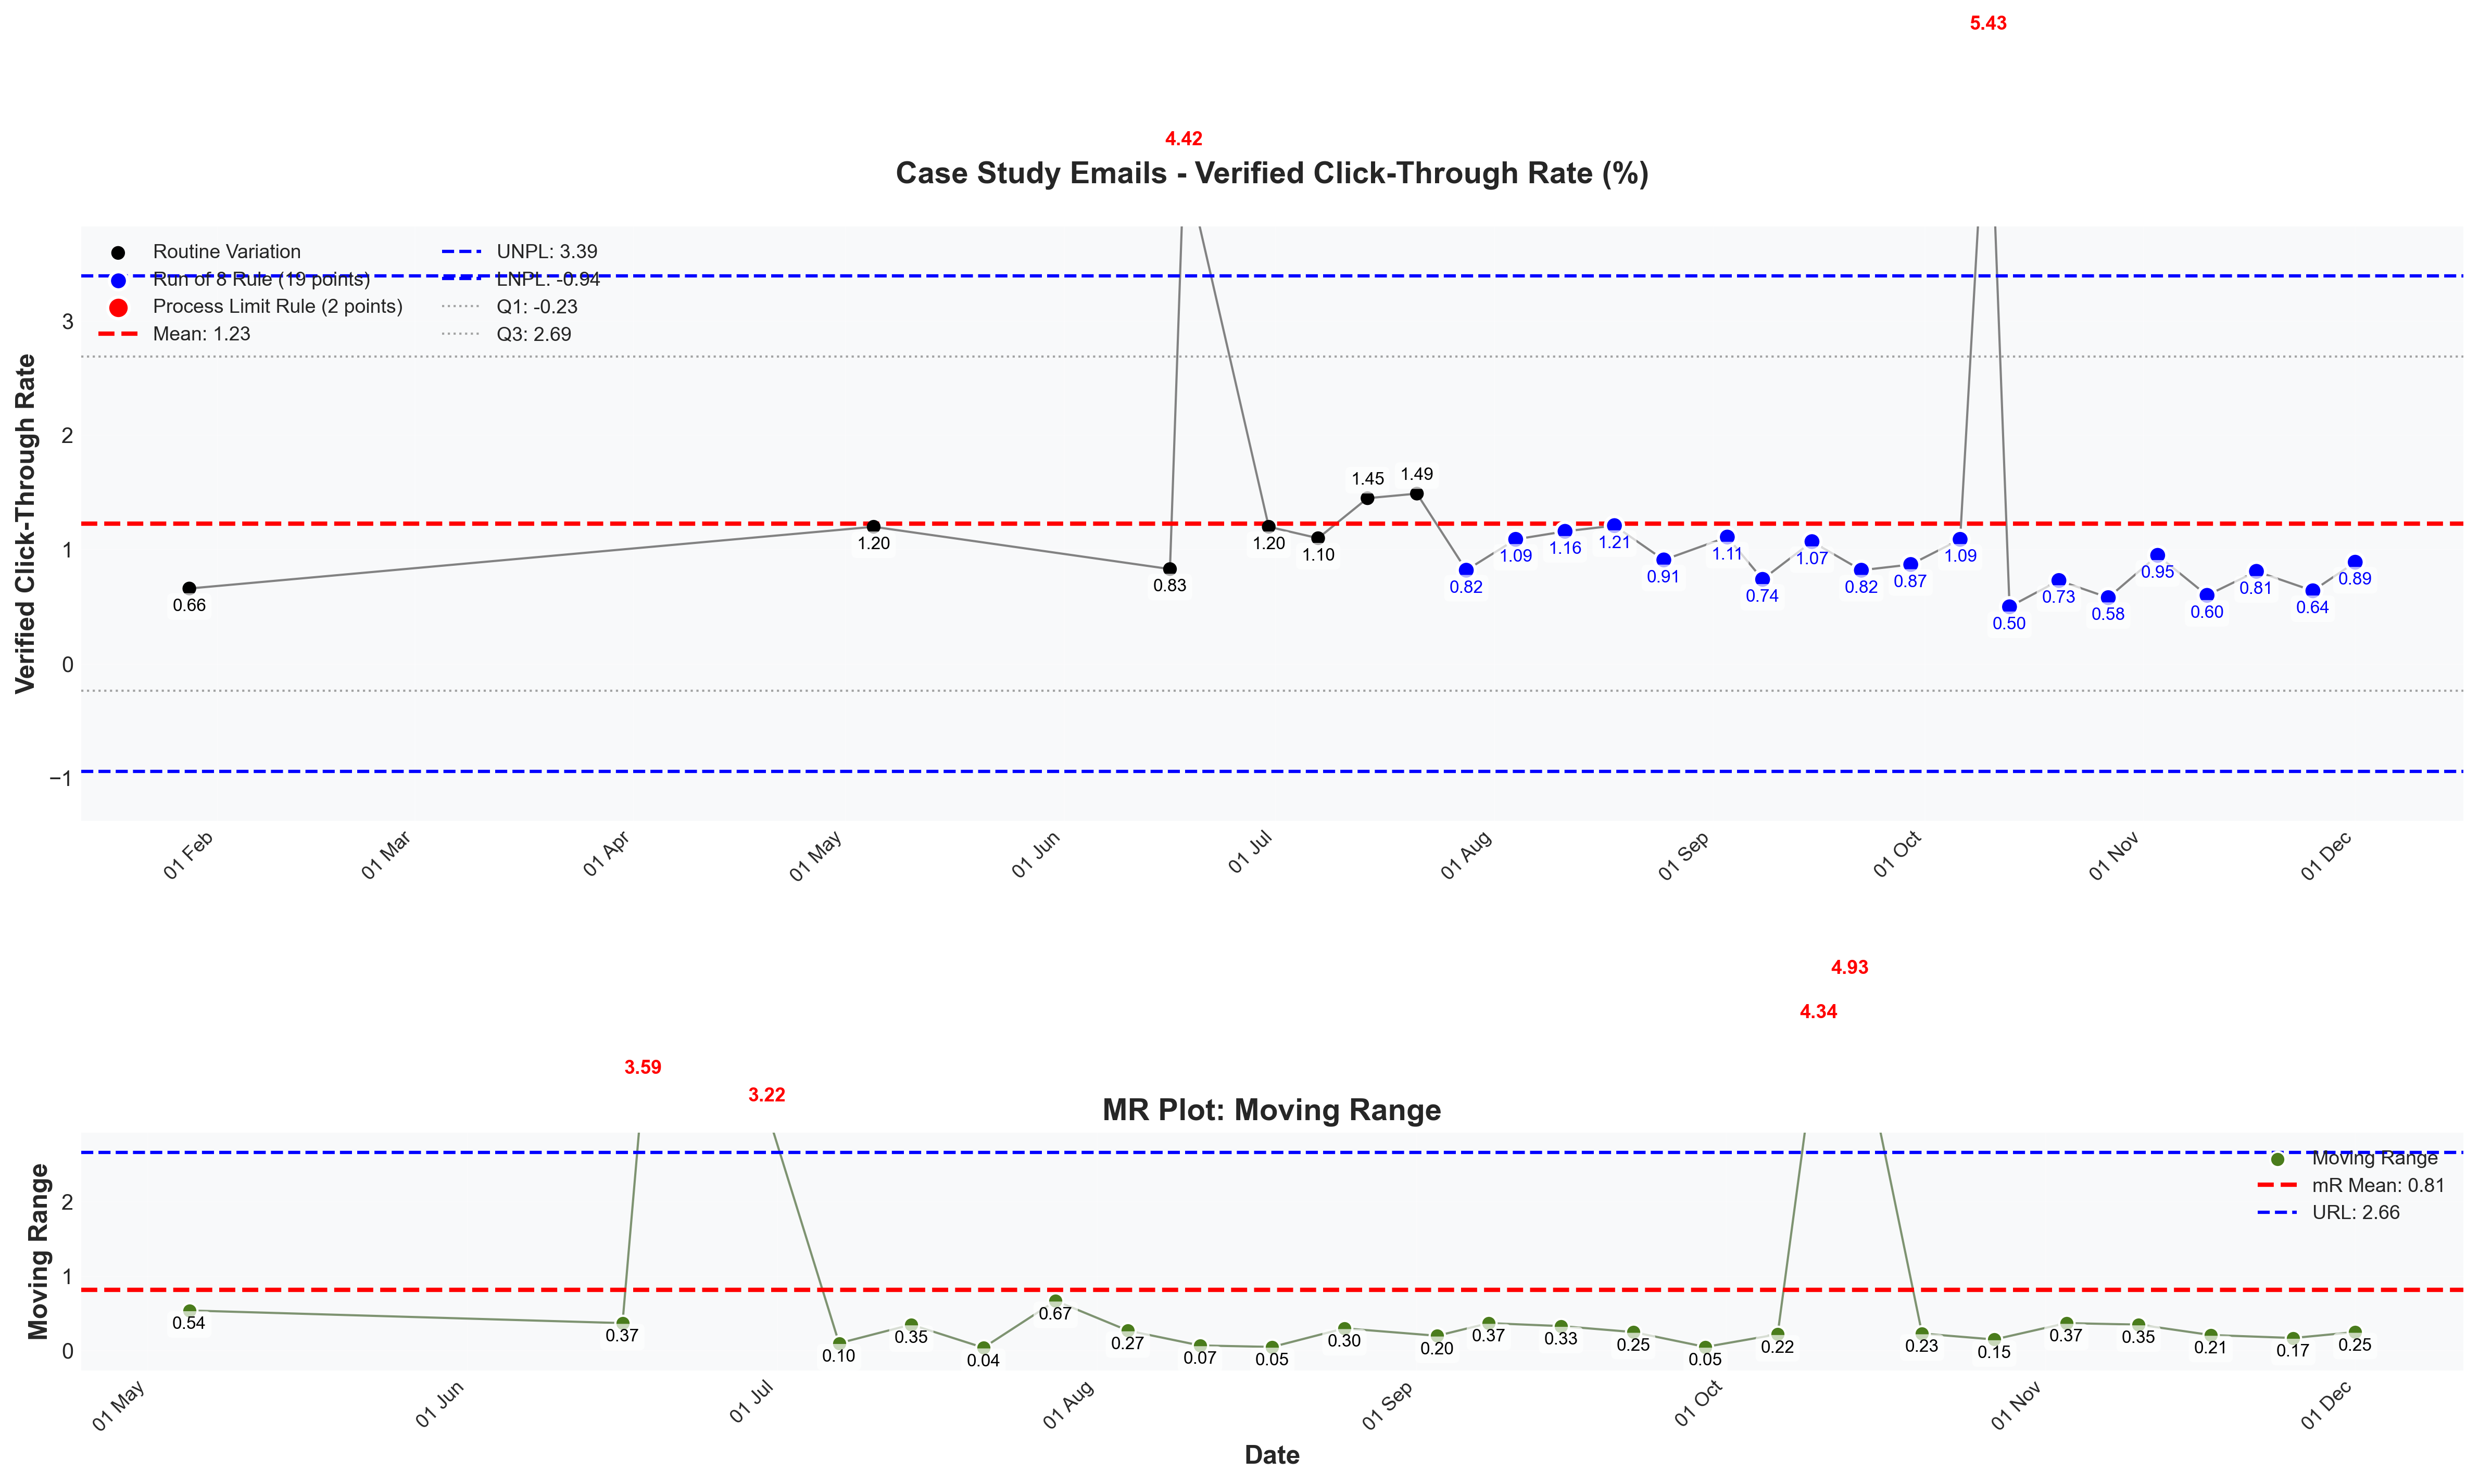 5.43
4.42
Case Study Emails - Verified Click-Through Rate (%)
Routine Variation
Run of 8 Rule (19 points)
Process Limit Rule (2 points)
Mean: 1.23
UNPL: 3.39
LNPL: -0.94
Q1: -0.23
Q3: 2.69
Verified Click-Through Rate
3
2
1
0
−1
0.66
1.20
0.83
1.20
1.10
1.45
1.49
0.82
1.09
1.16
1.21
0.91
1.11
0.74
1.07
0.82
0.87
1.09
0.50
0.73
0.58
0.95
0.60
0.81
0.64
0.89
01 Feb
01 Mar
01 Apr
01 May
01 Jun
01 Jul
01 Aug
01 Sep
01 Oct
01 Nov
01 Dec
4.93
4.34
3.59
3.22
MR Plot: Moving Range
Moving Range
mR Mean: 0.81
URL: 2.66
Moving Range
2
1
0
0.54
0.37
0.10
0.35
0.04
0.67
0.27
0.07
0.05
0.30
0.20
0.37
0.33
0.25
0.05
0.22
0.23
0.15
0.37
0.35
0.21
0.17
0.25
01 May
01 Jun
01 Jul
01 Aug
01 Sep
01 Oct
01 Nov
01 Dec
Date